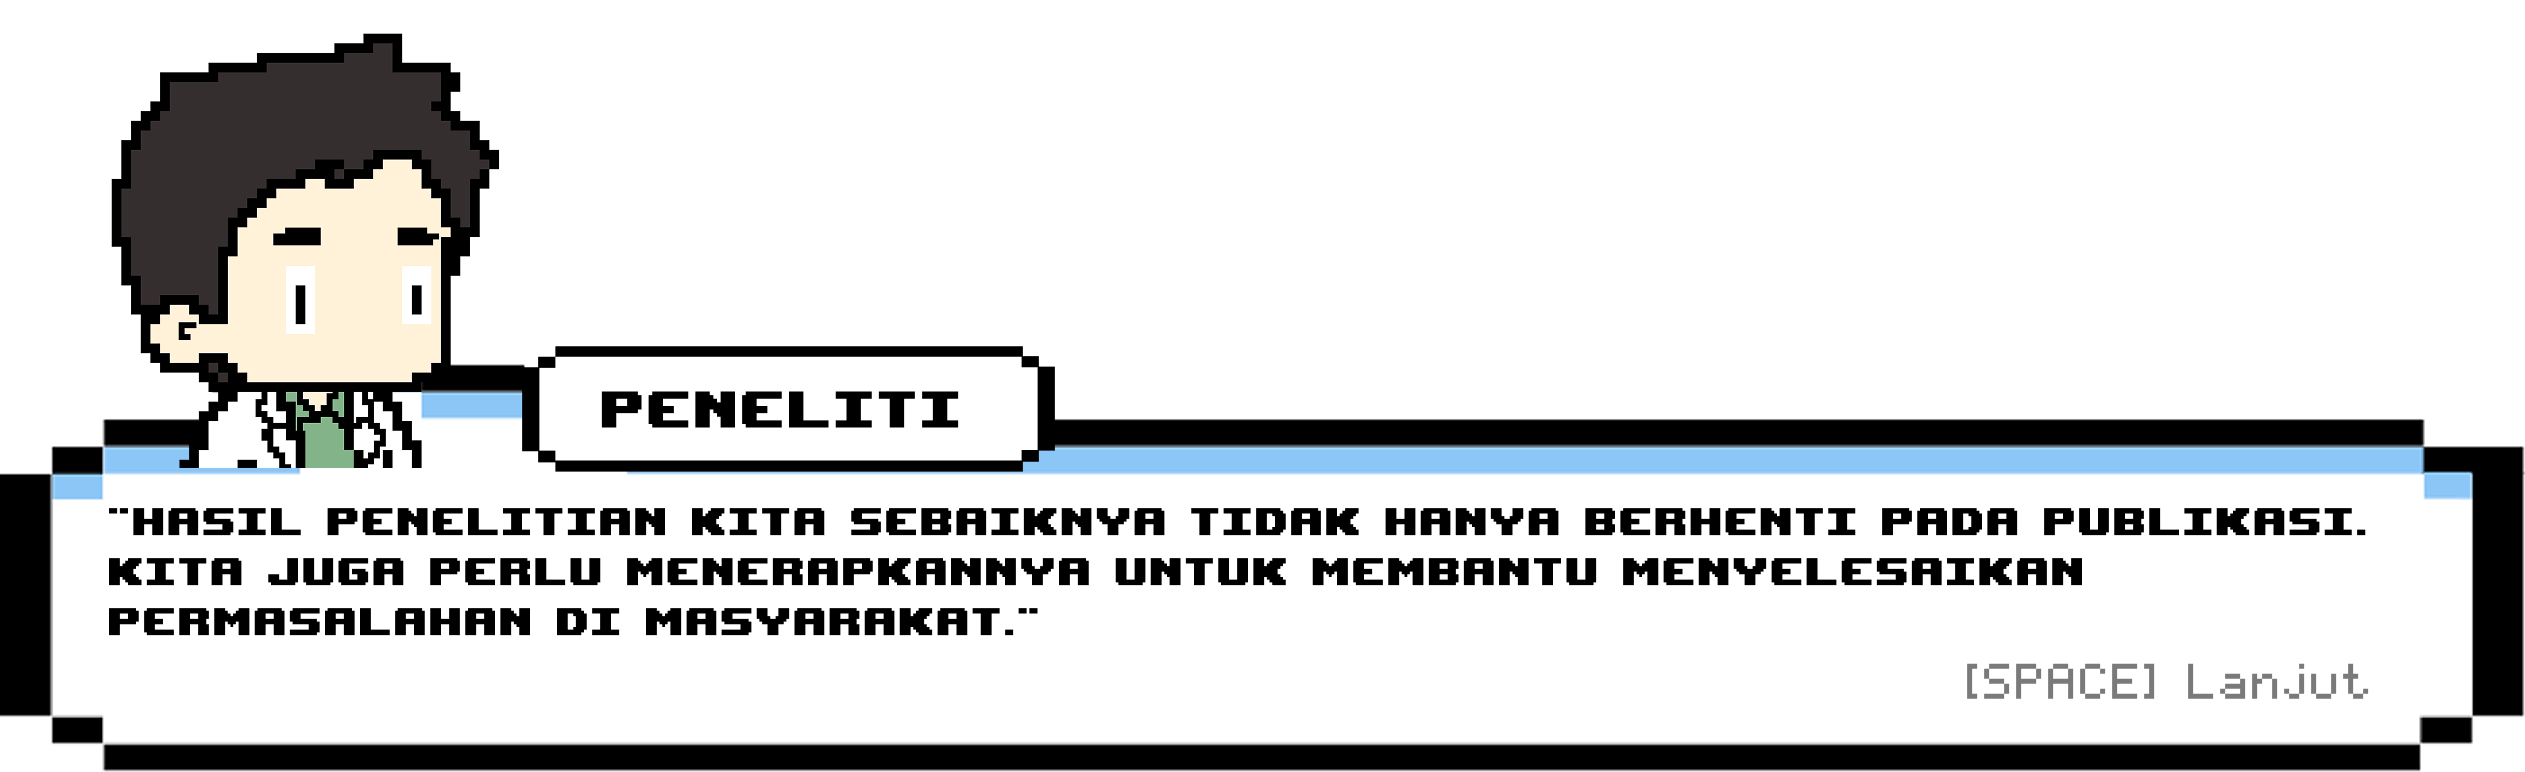 PENELITI
"HASIL PENELITIAN KITA SEBAIKNYA TIDAK HANYA BERHENTI PADA PUBLIKASI.
KITA JUGA PERLU MENERAPKANNYA UNTUK MEMBANTU MENYELESAIKAN
PERMASALAHAN DI MASYARAKAT."
[SPACE] Lanjut